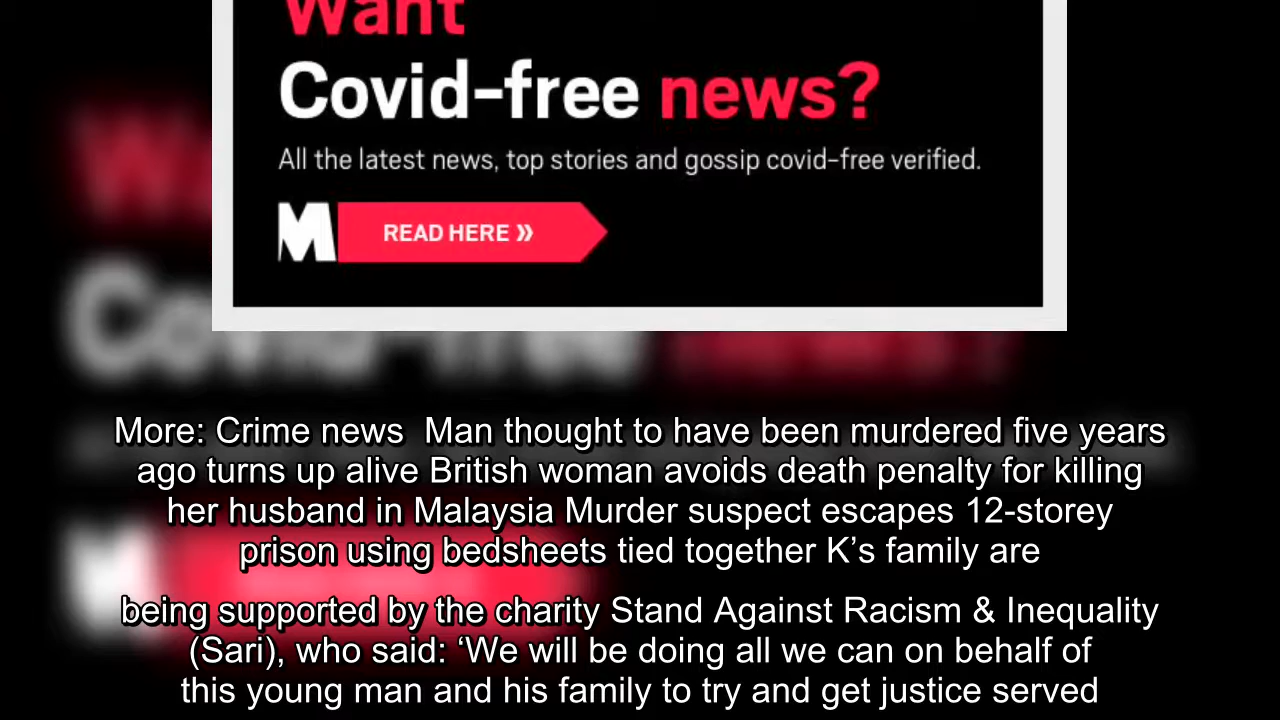 Want
Covid-free news?
All the latest news, top stories and gossip covid-free verified.
M READ HERE »
More: Crime news  Man thought to have been murdered five years
ago turns up alive British woman avoids death penalty for killing
her husband in Malaysia Murder suspect escapes 12-storey
prison using bedsheets tied together K’s family are
being supported by the charity Stand Against Racism & Inequality
(Sari), who said: ‘We will be doing all we can on behalf of
this young man and his family to try and get justice served